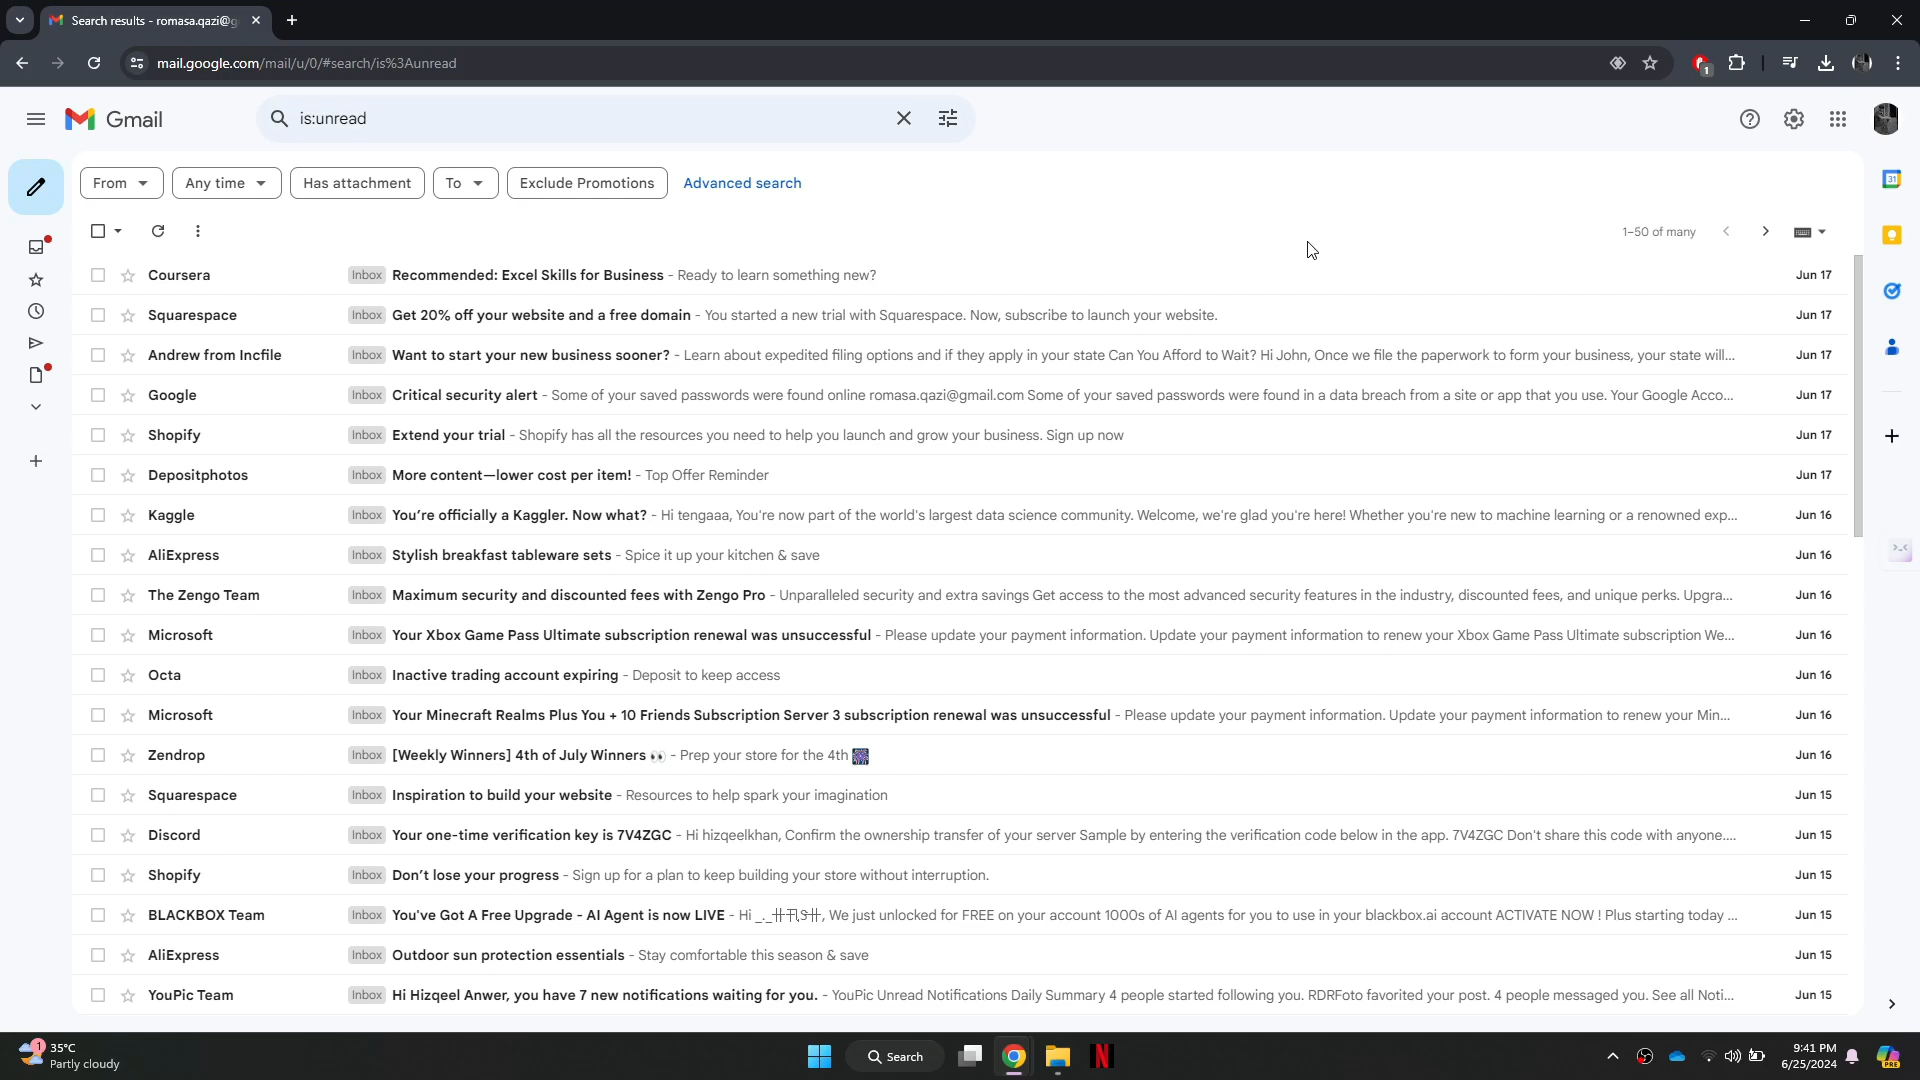 Search results - romasa.qazi@g
mail.google.com/mail/u/0/#search/is%3Aunread
1
Gmail
is:unread
From
Any time
Has attachment
To
Exclude Promotions
Advanced search
1–50 of many
31
Coursera Inbox Recommended: Excel Skills for Business - Ready to learn something new? Jun 17
Squarespace Inbox Get 20% off your website and a free domain - You started a new trial with Squarespace. Now, subscribe to launch your website. Jun 17
Andrew from Incfile Inbox Want to start your new business sooner? - Learn about expedited filing options and if they apply in your state Can You Afford to Wait? Hi John, Once we file the paperwork to form your business, your state will... Jun 17
Google Inbox Critical security alert - Some of your saved passwords were found online romasa.qazi@gmail.com Some of your saved passwords were found in a data breach from a site or app that you use. Your Google Acco... Jun 17
Shopify Inbox Extend your trial - Shopify has all the resources you need to help you launch and grow your business. Sign up now Jun 17
Depositphotos Inbox More content—lower cost per item! - Top Offer Reminder Jun 17
Kaggle Inbox You're officially a Kaggler. Now what? - Hi tengaaa, You're now part of the world's largest data science community. Welcome, we're glad you're here! Whether you're new to machine learning or a renowned exp... Jun 16
AliExpress Inbox Stylish breakfast tableware sets - Spice it up your kitchen & save Jun 16
The Zengo Team Inbox Maximum security and discounted fees with Zengo Pro - Unparalleled security and extra savings Get access to the most advanced security features in the industry, discounted fees, and unique perks. Upgra... Jun 16
Microsoft Inbox Your Xbox Game Pass Ultimate subscription renewal was unsuccessful - Please update your payment information. Update your payment information to renew your Xbox Game Pass Ultimate subscription We... Jun 16
Octa Inbox Inactive trading account expiring - Deposit to keep access Jun 16
Microsoft Inbox Your Minecraft Realms Plus You + 10 Friends Subscription Server 3 subscription renewal was unsuccessful - Please update your payment information. Update your payment information to renew your Min... Jun 16
Zendrop Inbox [Weekly Winners] 4th of July Winners 👀 - Prep your store for the 4th 🎆 Jun 16
Squarespace Inbox Inspiration to build your website - Resources to help spark your imagination Jun 15
Discord Inbox Your one-time verification key is 7V4ZGC - Hi hizqeelkhan, Confirm the ownership transfer of your server Sample by entering the verification code below in the app. 7V4ZGC Don't share this code with anyone.... Jun 15
Shopify Inbox Don't lose your progress - Sign up for a plan to keep building your store without interruption. Jun 15
BLACKBOX Team Inbox You've Got A Free Upgrade - AI Agent is now LIVE - Hi We just unlocked for FREE on your account 1000s of AI agents for you to use in your blackbox.ai account ACTIVATE NOW ! Plus starting today ... Jun 15
AliExpress Inbox Outdoor sun protection essentials - Stay comfortable this season & save Jun 15
YouPic Team Inbox Hi Hizqeel Anwer, you have 7 new notifications waiting for you. - YouPic Unread Notifications Daily Summary 4 people started following you. RDRFoto favorited your post. 4 people messaged you. See all Noti... Jun 15
1
35°C
Partly cloudy
Search
9:41 PM
6/25/2024
PRE